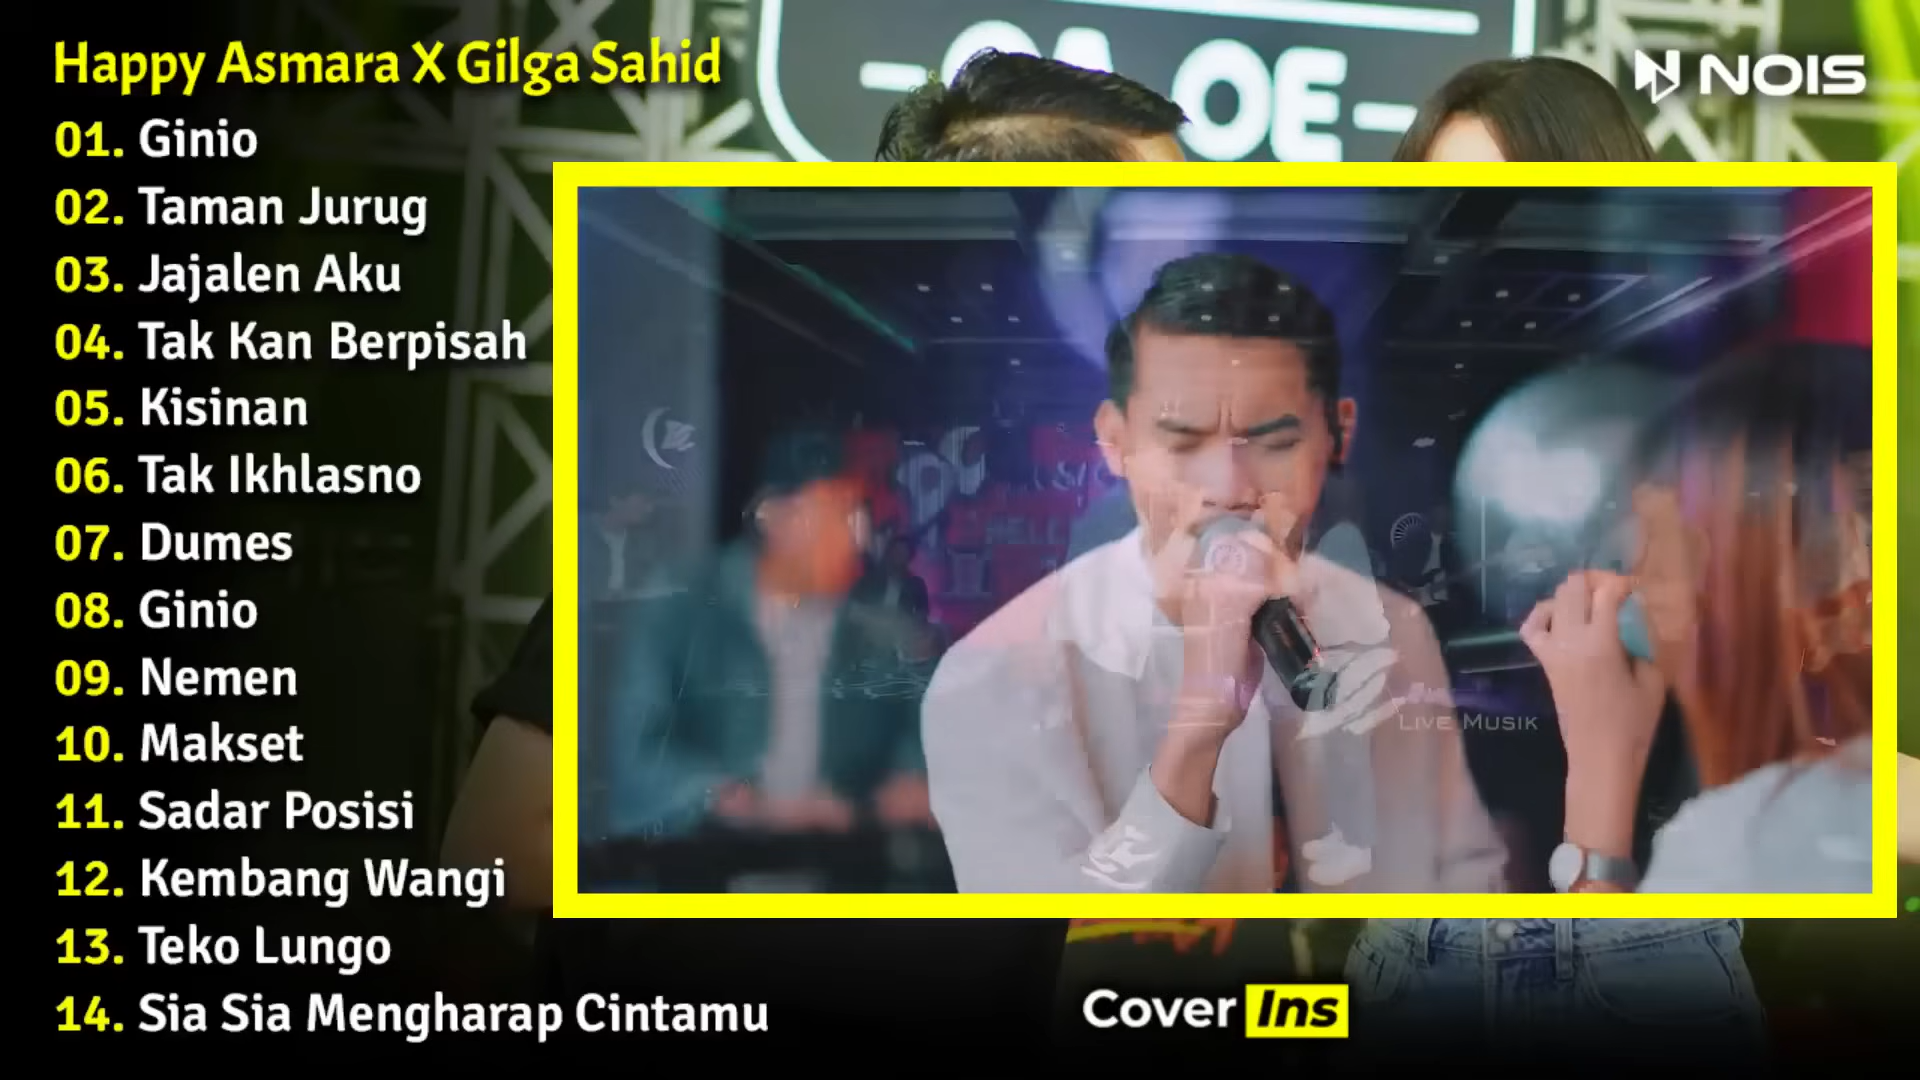 Happy Asmara X Gilga Sahid
01. Ginio
02. Taman Jurug
03. Jajalen Aku
04. Tak Kan Berpisah
05. Kisinan
06. Tak Ikhlasno
07. Dumes
08. Ginio
09. Nemen
10. Makset
11. Sadar Posisi
12. Kembang Wangi
13. Teko Lungo
14. Sia Sia Mengharap Cintamu
OE
NOIS
LIVE MUSIK
Cover Ins